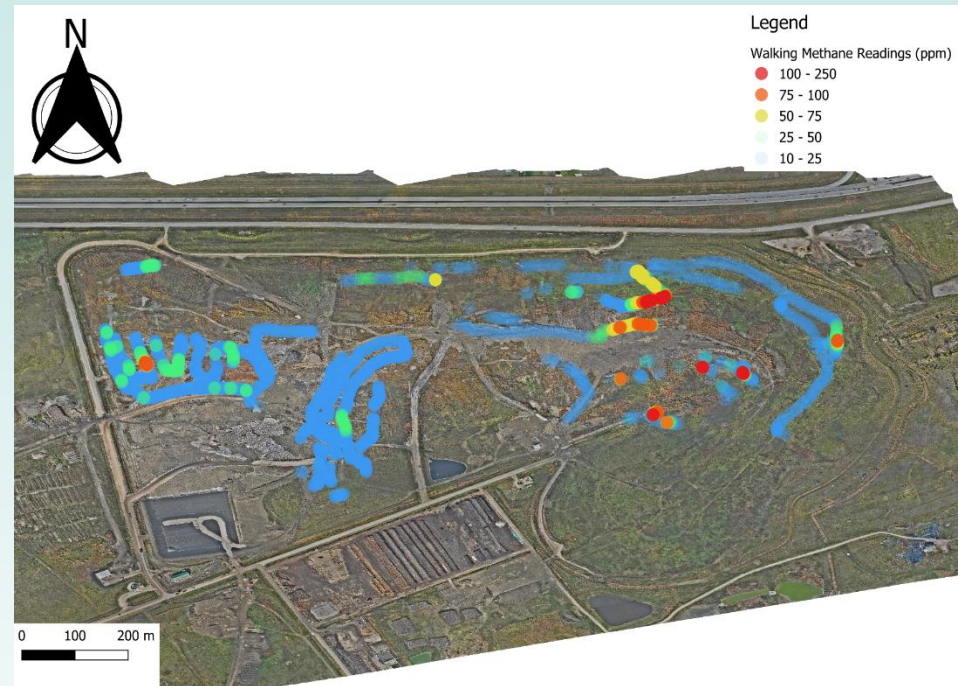 N
Legend
Walking Methane Readings (ppm)
100 - 250
75 - 100
50 - 75
25 - 50
10 - 25
0 100 200 m